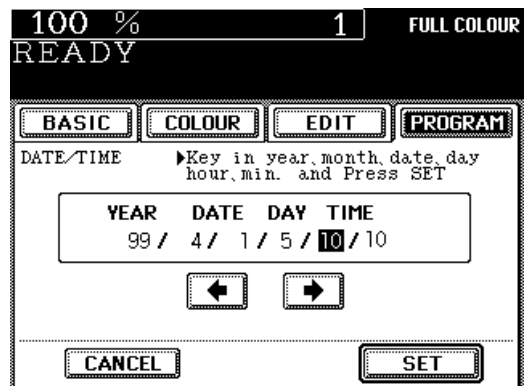 100 % 1 FULL COLOUR
READY
BASIC COLOUR EDIT PROGRAM
DATE/TIME ▶Key in year,month,date,day
hour,min. and Press SET
YEAR DATE DAY TIME
99 / 4 / 1 / 5 / 10 / 10
CANCEL SET